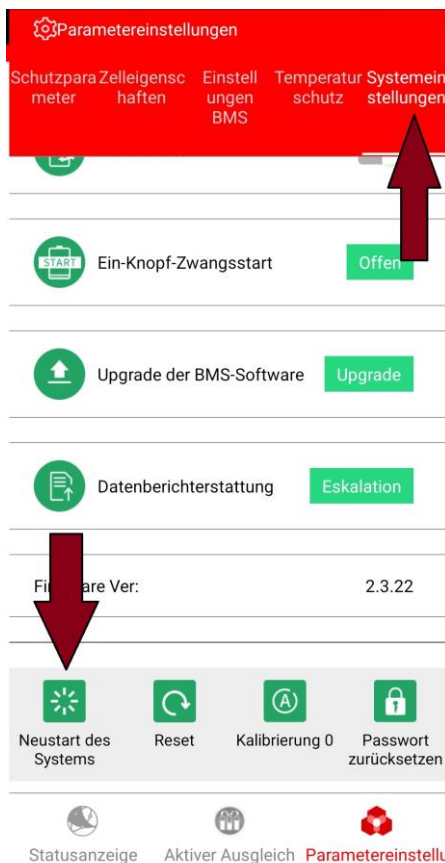 Parametereinstellungen
Schutzpara Zelleigensc Einstell Temperatur Systemein
meter haften ungen schutz stellungen
BMS
START
Ein-Knopf-Zwangsstart Offen
Upgrade der BMS-Software Upgrade
Datenberichterstattung Eskalation
Ver: 2.3.22
Neustart des Reset Kalibrierung 0 Passwort
Systems zurücksetzen
Statusanzeige Aktiver Ausgleich Parametereinstellu